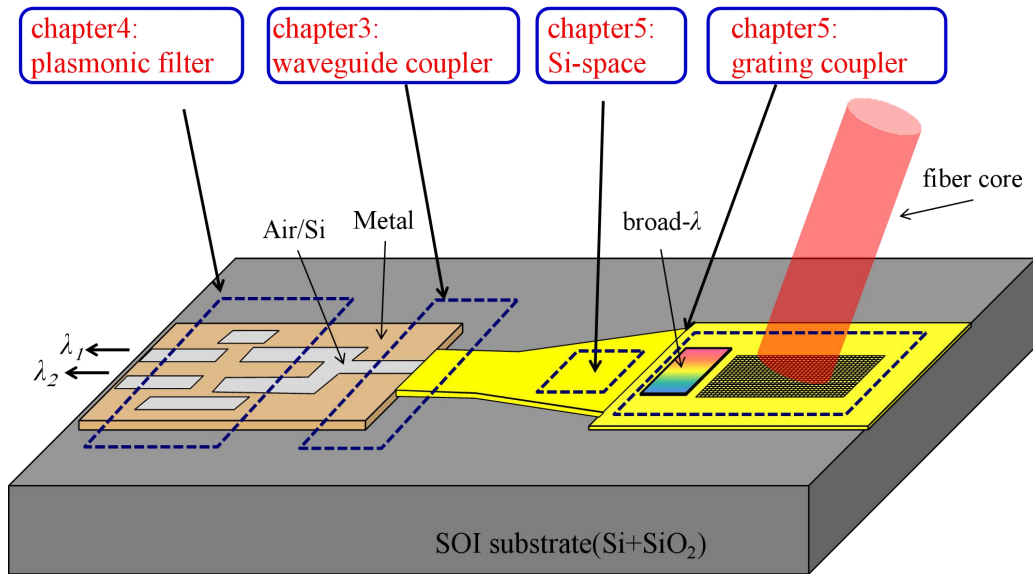 chapter4:
plasmonic filter
chapter3:
waveguide coupler
chapter5:
Si-space
chapter5:
grating coupler
fiber core
broad-λ
Metal
Air/Si
λ1
λ2
SOI substrate(Si+SiO2)